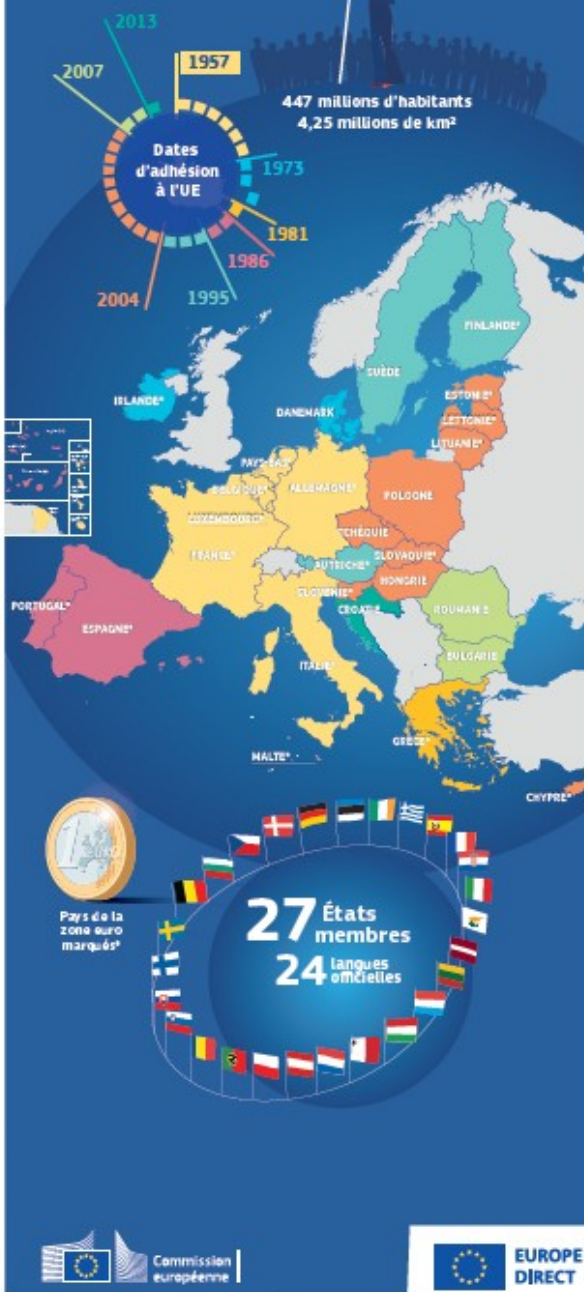 2013
2007
1957
Dates
d'adhésion
à l'UE
1973
1981
1986
1995
2004
447 millions d'habitants
4,25 millions de km²
FINLANDE*
SUÈDE
ESTONIE*
LETTONIE*
LITUANIE*
IRLANDE*
DANEMARK
PAYS-BAS*
BELGIQUE*
ALLEMAGNE*
POLOGNE
LUXEMBOURG*
TCHÉQUIE
SLOVAQUIE*
FRANCE*
AUTRICHE*
HONGRIE
SLOVÉNIE*
CROATIE
ROUMANIE
PORTUGAL*
ESPAGNE*
BULGARIE
ITALIE*
GRÈCE*
MALTE*
CHYPRE*
1 EURO
Pays de la
zone euro
marqués*
27 États
membres
24 langues
officielles
Commission
européenne
EUROPE
DIRECT